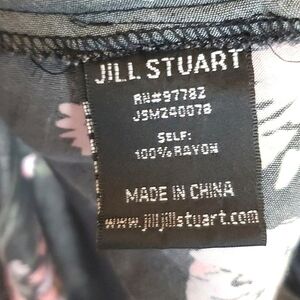 JILL STUART
RN#97782
JSM240078
SELF:
100% RAYON
MADE IN CHINA
www.jilljillstuart.com